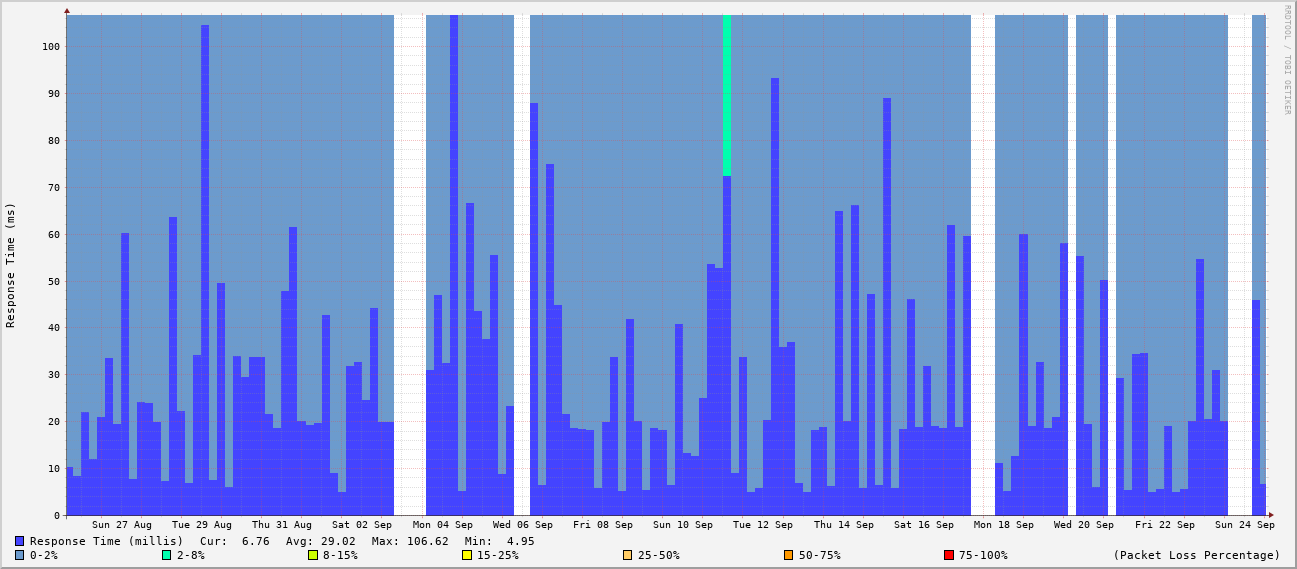 RRDTOOL / TOBI OETIKER
Response Time (ms)
100
90
80
70
60
50
40
30
20
10
0
Sun 27 Aug Tue 29 Aug Thu 31 Aug Sat 02 Sep Mon 04 Sep Wed 06 Sep Fri 08 Sep Sun 10 Sep Tue 12 Sep Thu 14 Sep Sat 16 Sep Mon 18 Sep Wed 20 Sep Fri 22 Sep Sun 24 Sep
Response Time (millis) Cur: 6.76 Avg: 29.02 Max: 106.62 Min: 4.95
0-2% 2-8% 8-15% 15-25% 25-50% 50-75% 75-100% (Packet Loss Percentage)